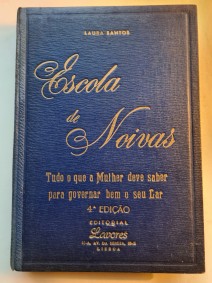 LAURA SANTOS
Escola
de
Noivas
Tudo o que a Mulher deve saber
para governar bem o seu Lar
4ª EDIÇÃO
EDITORIAL
Lavores
LISBOA